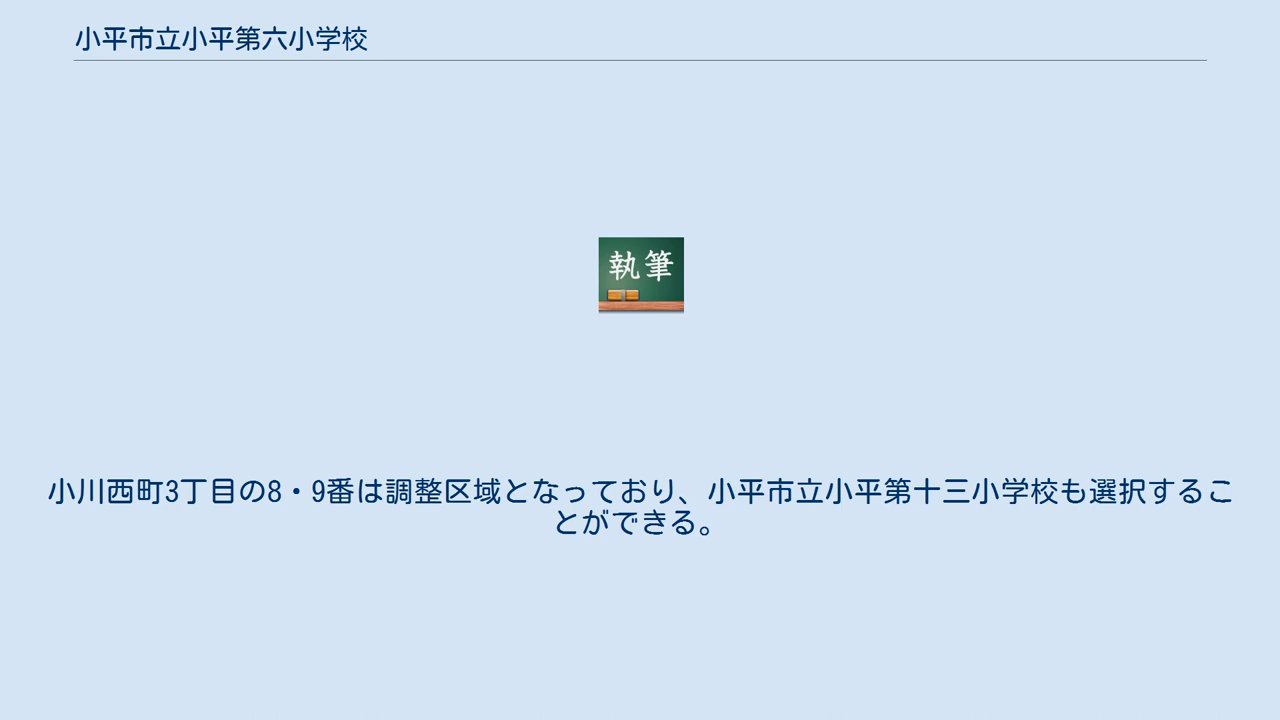 小平市立小平第六小学校
執筆
小川西町3丁目の8・9番は調整区域となっており、小平市立小平第十三小学校も選択するこ
とができる。